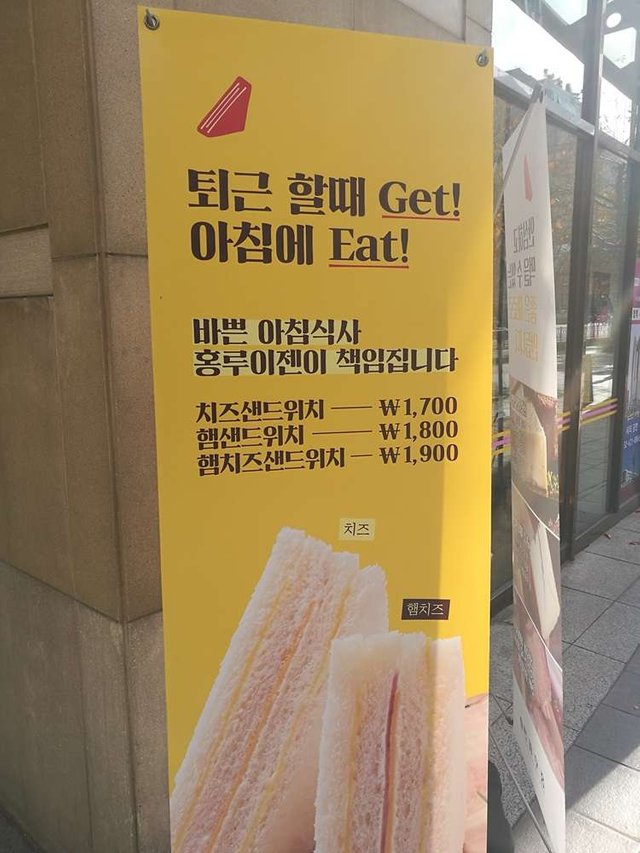 퇴근 할때 Get!
아침에 Eat!
바쁜 아침식사
홍루이젠이 책임집니다
치즈샌드위치 — ₩1,700
햄샌드위치 — ₩1,800
햄치즈샌드위치 — ₩1,900
치즈
햄치즈